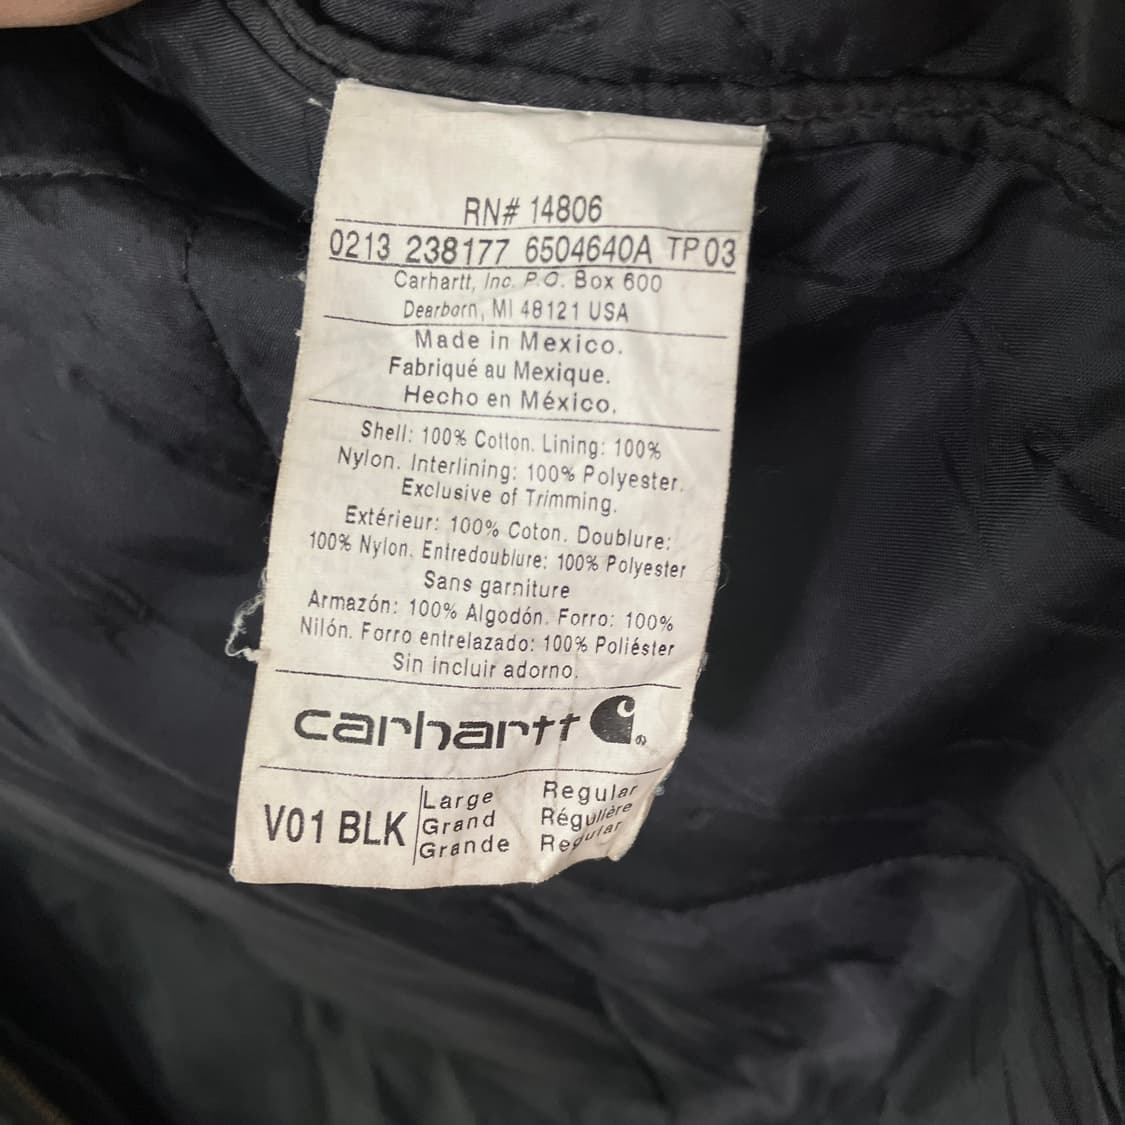 RN# 14806
0213 238177 6504640A TP 03
Carhartt, Inc. P.O. Box 600
Dearborn, MI 48121 USA
Made in Mexico.
Fabriqué au Mexique.
Hecho en México.
Shell: 100% Cotton. Lining: 100%
Nylon. Interlining: 100% Polyester.
Exclusive of Trimming.
Extérieur: 100% Coton. Doublure:
100% Nylon. Entredoublure: 100% Polyester
Sans garniture
Armazón: 100% Algodón. Forro: 100%
Nilón. Forro entrelazado: 100% Poliéster
Sin incluir adorno.
carhartt ®
V01 BLK
Large Regular
Grand Régulière
Grande Regular